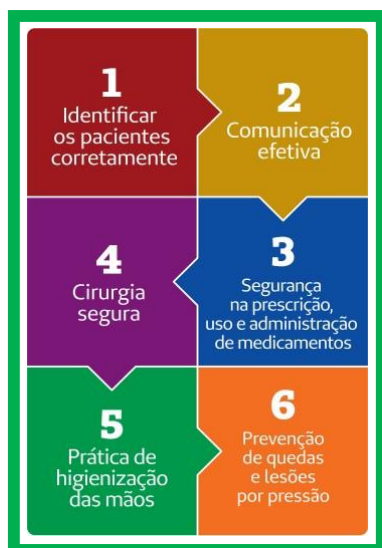 1
Identificar
os pacientes
corretamente
2
Comunicação
efetiva
3
Segurança
na prescrição,
uso e administração
de medicamentos
4
Cirurgia
segura
5
Prática de
higienização
das mãos
6
Prevenção
de quedas
e lesões
por pressão